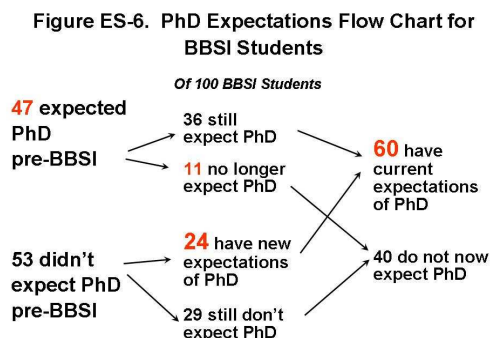 Figure ES-6. PhD Expectations Flow Chart for
BBSI Students
Of 100 BBSI Students
47 expected
PhD
pre-BBSI
36 still
expect PhD
11 no longer
expect PhD
60 have
current
expectations
of PhD
53 didn't
expect PhD
pre-BBSI
24 have new
expectations
of PhD
29 still don't
expect PhD
40 do not now
expect PhD